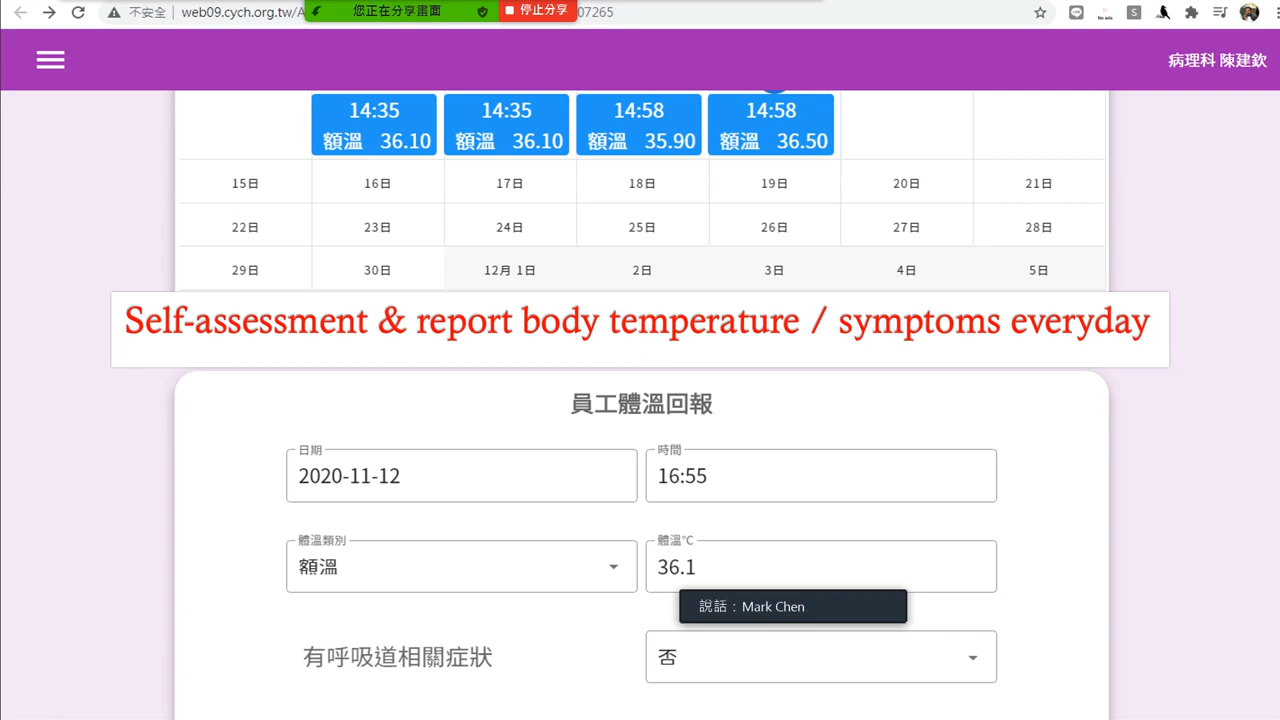 不安全 web09.cych.org.tw/A 您正在分享畫面 停止分享 07265
病理科 陳建欽
14:35 14:35 14:58 14:58
額溫 36.10 額溫 36.10 額溫 35.90 額溫 36.50
15日 16日 17日 18日 19日 20日 21日
22日 23日 24日 25日 26日 27日 28日
29日 30日 12月 1日 2日 3日 4日 5日
Self-assessment & report body temperature / symptoms everyday
員工體溫回報
日期 時間
2020-11-12 16:55
體溫類別 體溫℃
額溫 36.1
說話：Mark Chen
有呼吸道相關症狀 否